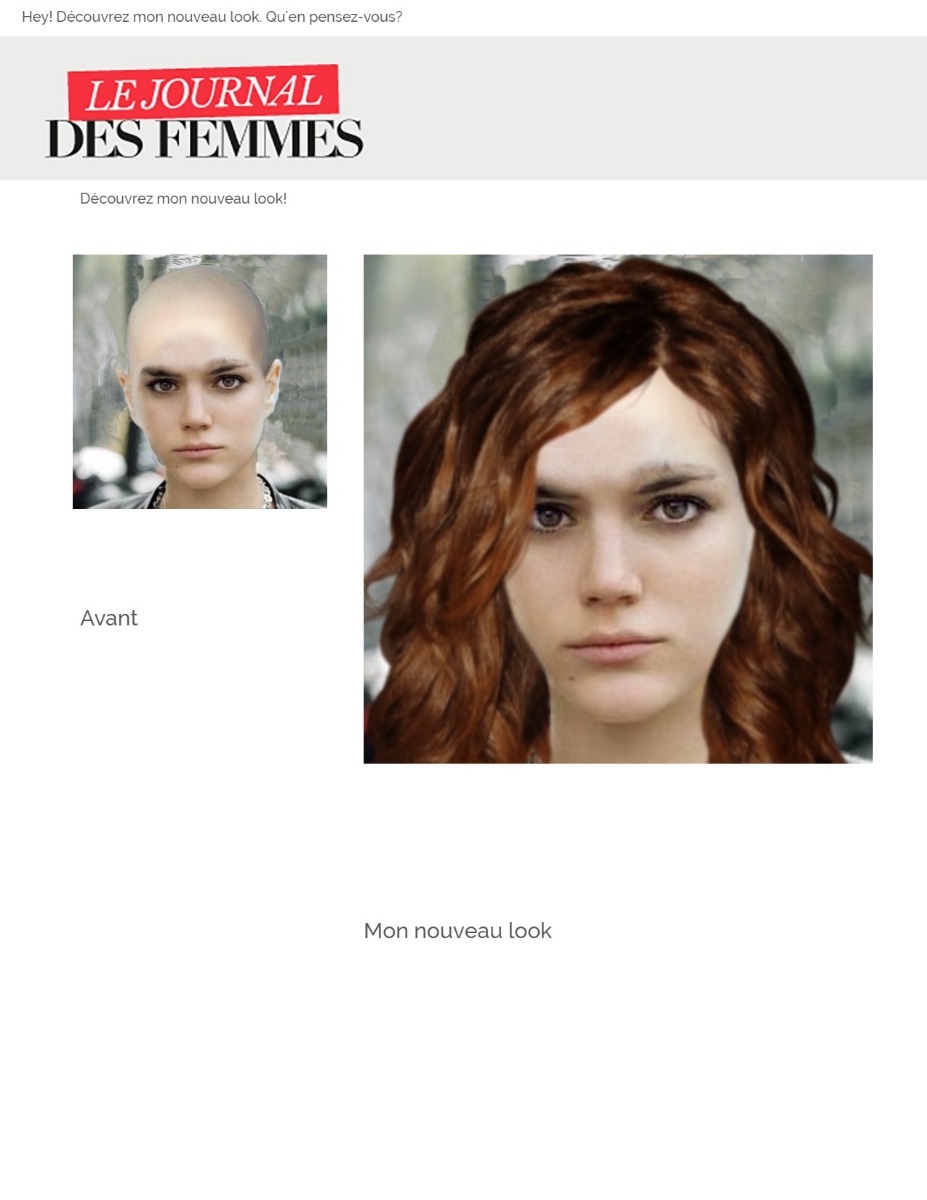 Hey! Découvrez mon nouveau look. Qu'en pensez-vous?
LE JOURNAL
DES FEMMES
Découvrez mon nouveau look!
Avant
Mon nouveau look